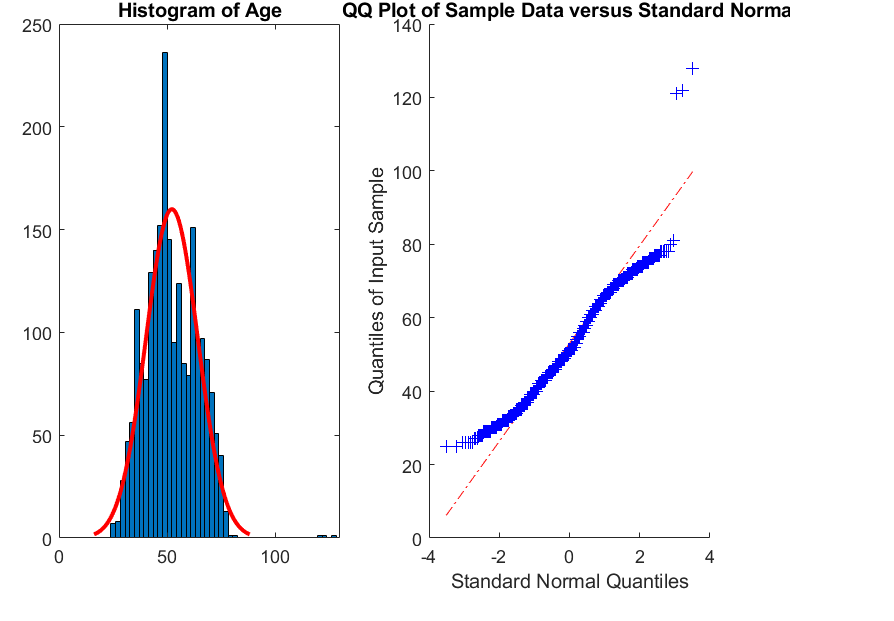 Histogram of Age
250
200
150
100
50
0
0 50 100
QQ Plot of Sample Data versus Standard Norma
140
120
100
80
60
40
20
0
-4 -2 0 2 4
Quantiles of Input Sample
Standard Normal Quantiles